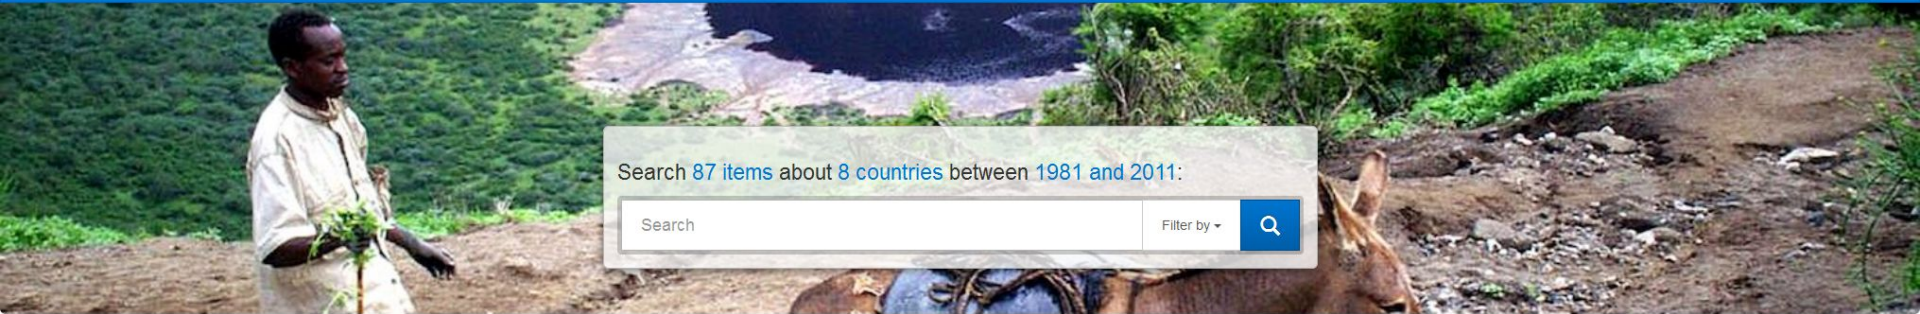 Search 87 items about 8 countries between 1981 and 2011:
Search
Filter by